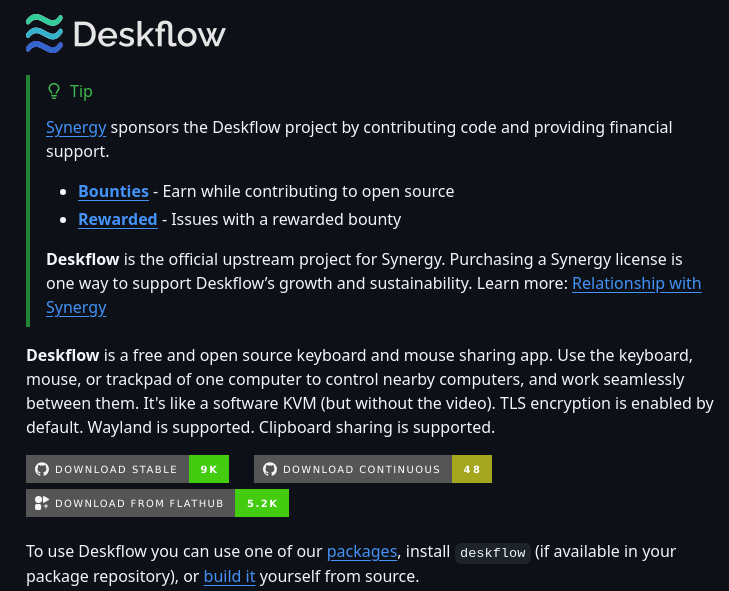 Deskflow
Tip
Synergy sponsors the Deskflow project by contributing code and providing financial
support.
Bounties - Earn while contributing to open source
Rewarded - Issues with a rewarded bounty
Deskflow is the official upstream project for Synergy. Purchasing a Synergy license is
one way to support Deskflow’s growth and sustainability. Learn more: Relationship with
Synergy
Deskflow is a free and open source keyboard and mouse sharing app. Use the keyboard,
mouse, or trackpad of one computer to control nearby computers, and work seamlessly
between them. It's like a software KVM (but without the video). TLS encryption is enabled by
default. Wayland is supported. Clipboard sharing is supported.
DOWNLOAD STABLE 9K DOWNLOAD CONTINUOUS 48
DOWNLOAD FROM FLATHUB 5.2K
To use Deskflow you can use one of our packages, install deskflow (if available in your
package repository), or build it yourself from source.